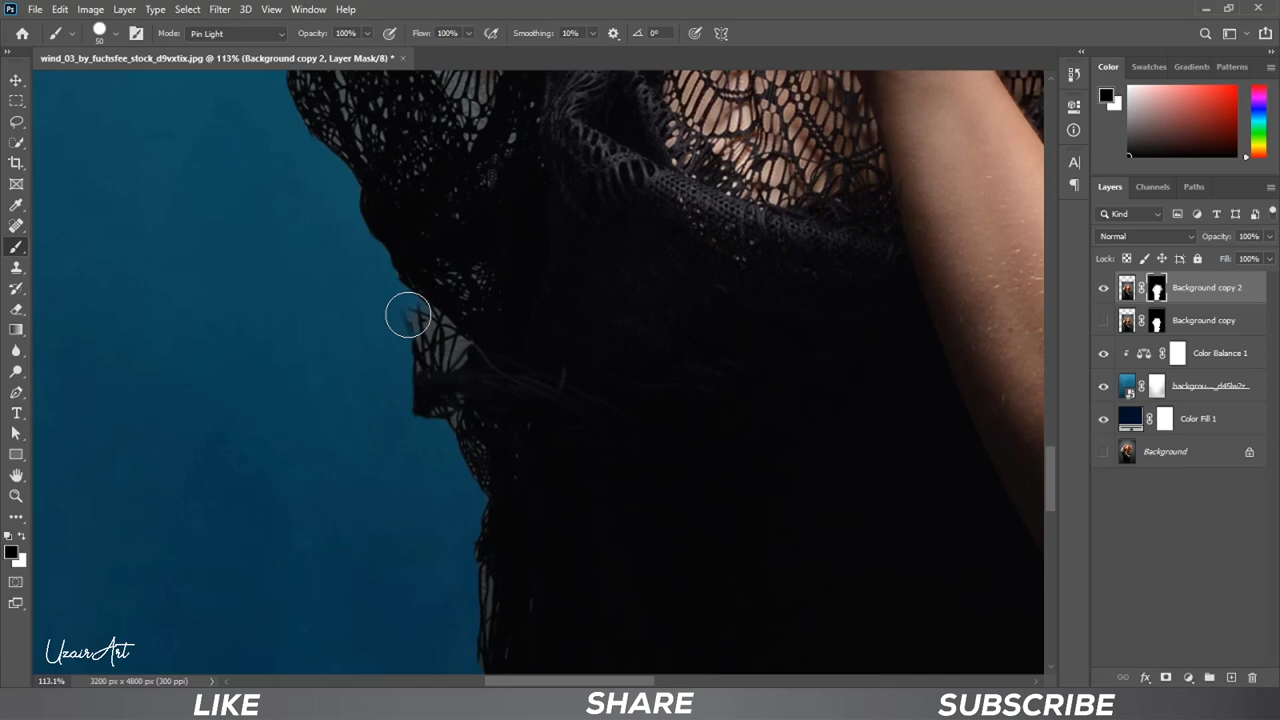 Ps File Edit Image Layer Type Select Filter 3D View Window Help
50 Mode: Pin Light Opacity: 100% Flow: 100% Smoothing: 10% 0°
wind_03_by_fuchsfee_stock_d9vxtix.jpg @ 113% (Background copy 2, Layer Mask/8) * ×
Color Swatches Gradients Patterns
A|
Layers Channels Paths
Kind
Normal Opacity: 100%
Lock: Fill: 100%
Background copy 2
Background copy
Color Balance 1
Color Fill 1
Background
UzairArt
113.1% 3200 px x 4800 px (300 ppi)
LIKE SHARE SUBSCRIBE